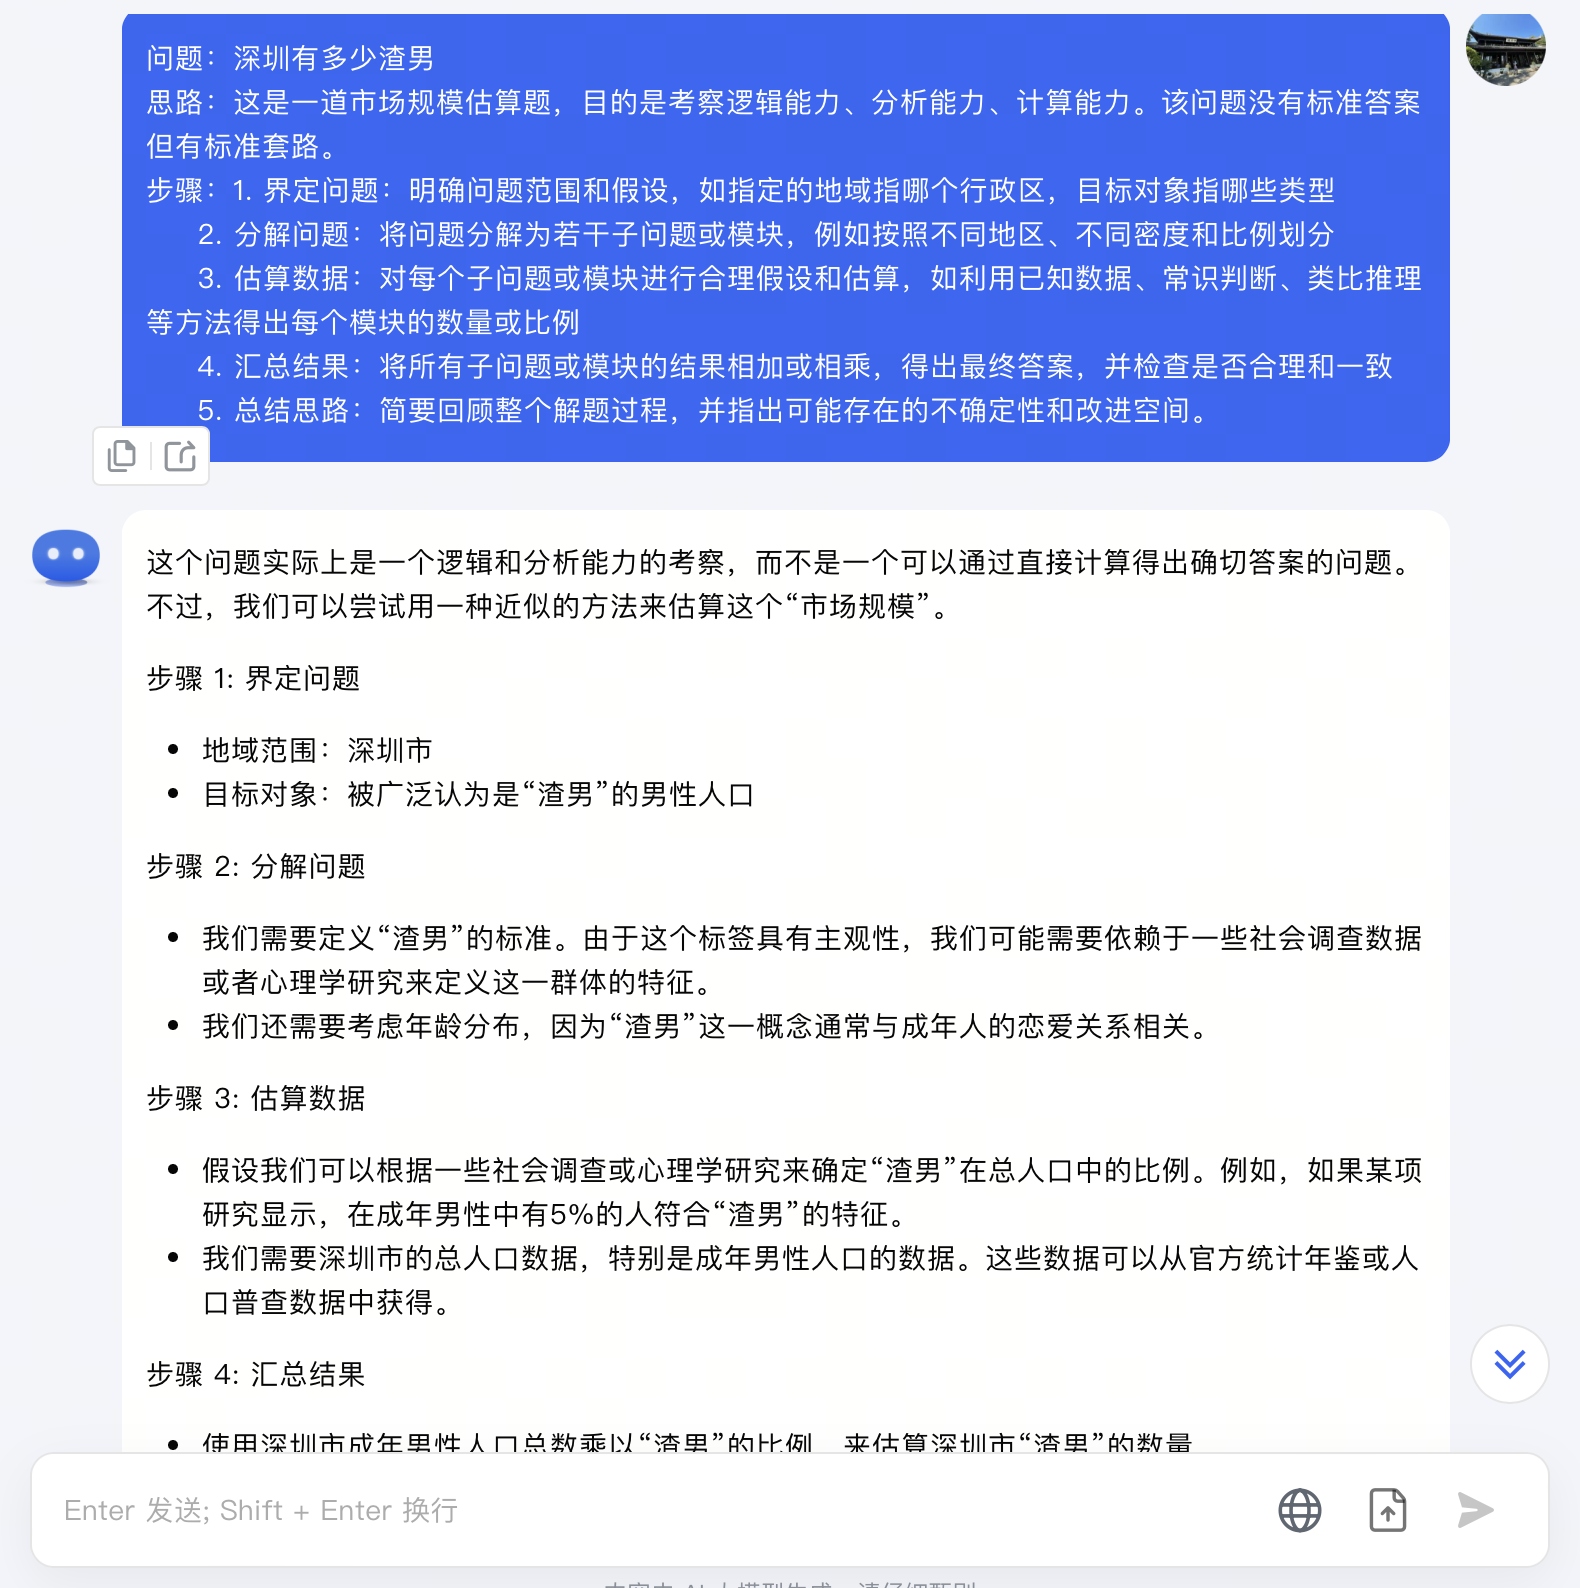 问题：深圳有多少渣男
思路：这是一道市场规模估算题，目的是考察逻辑能力、分析能力、计算能力。该问题没有标准答案
但有标准套路。
步骤：1. 界定问题：明确问题范围和假设，如指定的地域指哪个行政区，目标对象指哪些类型
2. 分解问题：将问题分解为若干子问题或模块，例如按照不同地区、不同密度和比例划分
3. 估算数据：对每个子问题或模块进行合理假设和估算，如利用已知数据、常识判断、类比推理
等方法得出每个模块的数量或比例
4. 汇总结果：将所有子问题或模块的结果相加或相乘，得出最终答案，并检查是否合理和一致
5. 总结思路：简要回顾整个解题过程，并指出可能存在的不确定性和改进空间。
这个问题实际上是一个逻辑和分析能力的考察，而不是一个可以通过直接计算得出确切答案的问题。
不过，我们可以尝试用一种近似的方法来估算这个“市场规模”。
步骤 1: 界定问题
• 地域范围：深圳市
• 目标对象：被广泛认为是“渣男”的男性人口
步骤 2: 分解问题
• 我们需要定义“渣男”的标准。由于这个标签具有主观性，我们可能需要依赖于一些社会调查数据
或者心理学研究来定义这一群体的特征。
• 我们还需要考虑年龄分布，因为“渣男”这一概念通常与成年人的恋爱关系相关。
步骤 3: 估算数据
• 假设我们可以根据一些社会调查或心理学研究来确定“渣男”在总人口中的比例。例如，如果某项
研究显示，在成年男性中有5%的人符合“渣男”的特征。
• 我们需要深圳市的总人口数据，特别是成年男性人口的数据。这些数据可以从官方统计年鉴或人
口普查数据中获得。
步骤 4: 汇总结果
• 使用深圳市成年男性人口总数乘以“渣男”的比例，来估算深圳市“渣男”的数量
Enter 发送; Shift + Enter 换行